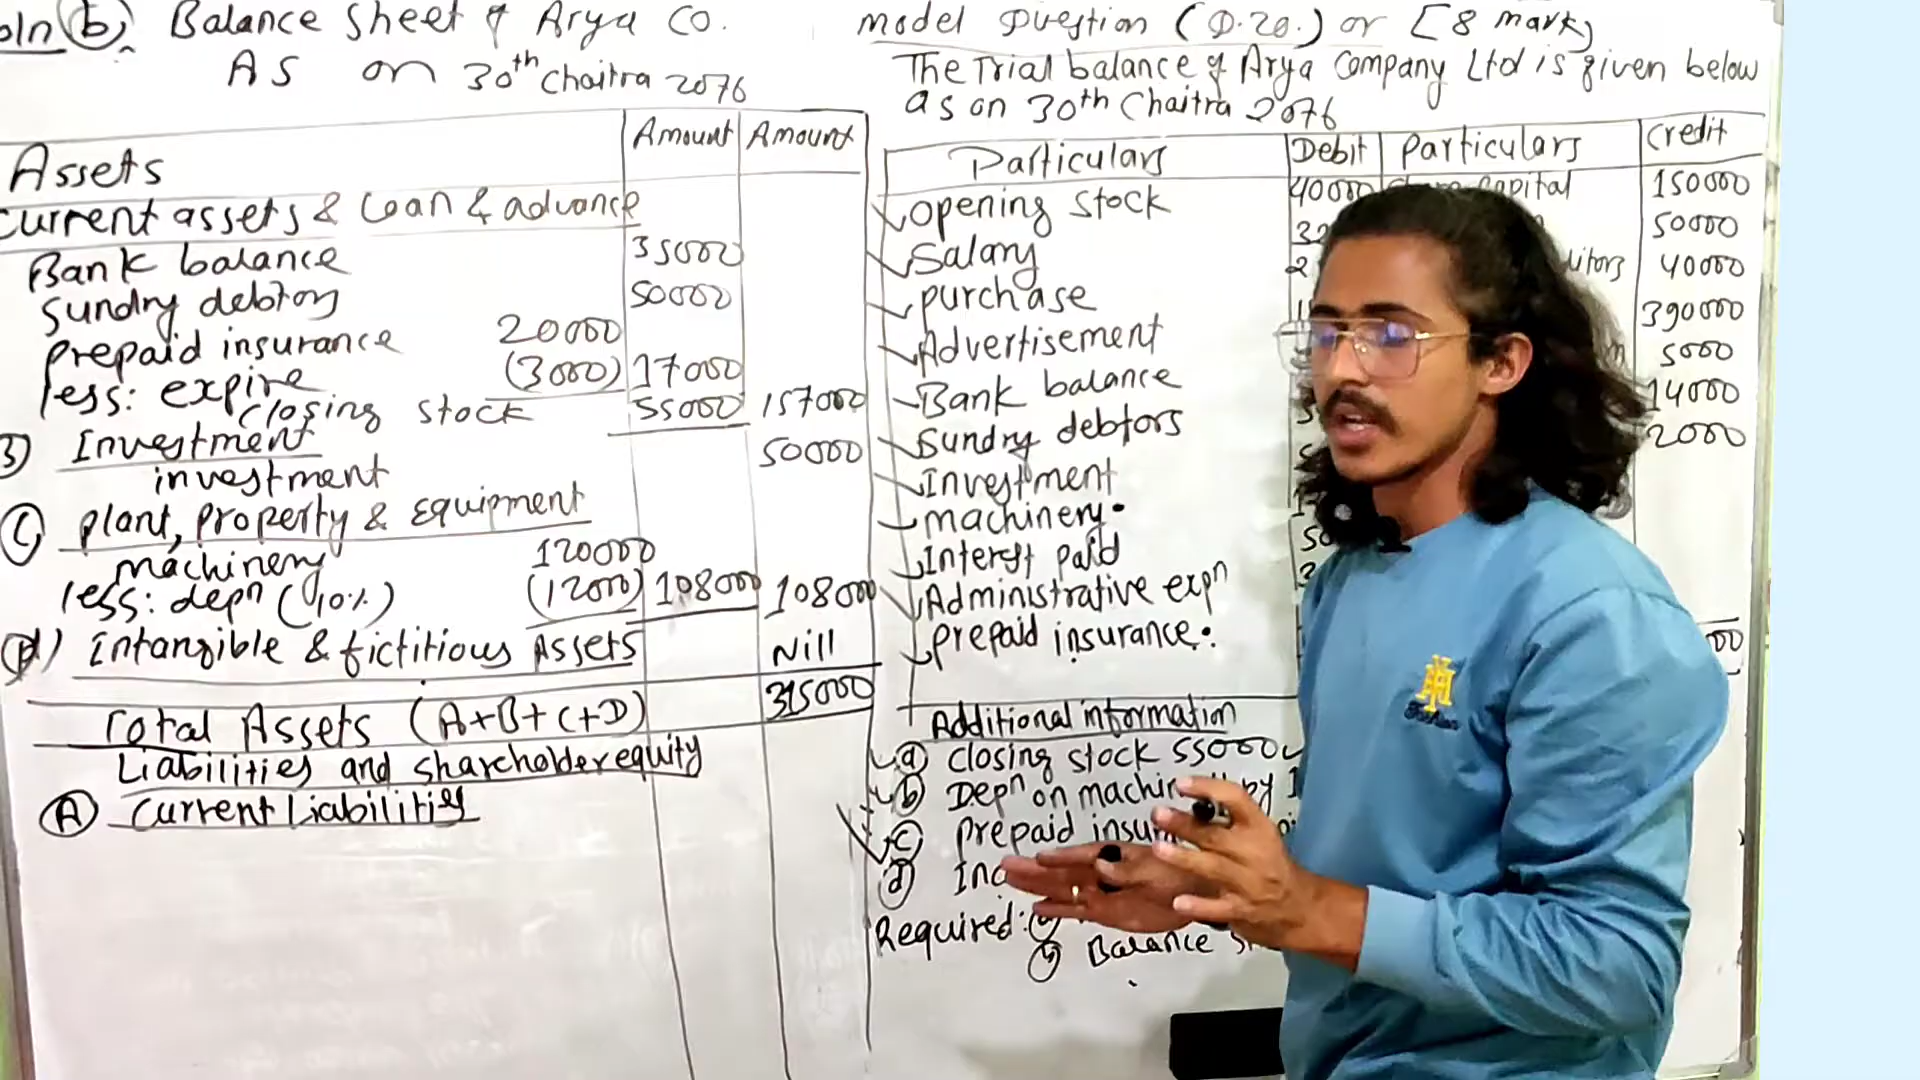 oln (b) Balance Sheet of Arya Co.
AS on 30th Chaitra 2076
Amount Amount
Assets
Current assets & Loan & advance
Bank balance 35000
Sundry debtors 50000
prepaid insurance 20000
less: expire (3000) 17000
closing stock 55000 157000
B) Investment
investment 50000
(C) plant, property & Equipment
machinery 120000
less: depn (10%) (12000) 108000 108000
(D) Intangible & fictitious Assets Nill
Total Assets (A+B+C+D) 315000
Liabilities and shareholder equity
(A) Current Liabilities
model Question (Q.20.) or [8 mark]
The Trial balance of Arya Company Ltd is given below
as on 30th Chaitra 2076
Particulars Debit Particulars Credit
Opening stock 40000 capital 150000
Salary 50000
purchase 40000
Advertisement 390000
Bank balance 5000
Sundry debtors 14000
Investment 2000
machinery.
Interest paid
Administrative expn
prepaid insurance.
Additional information
(a) Closing stock 55000
(b) Depn on by
(c) prepaid
(d)
Required:
(b) Balance